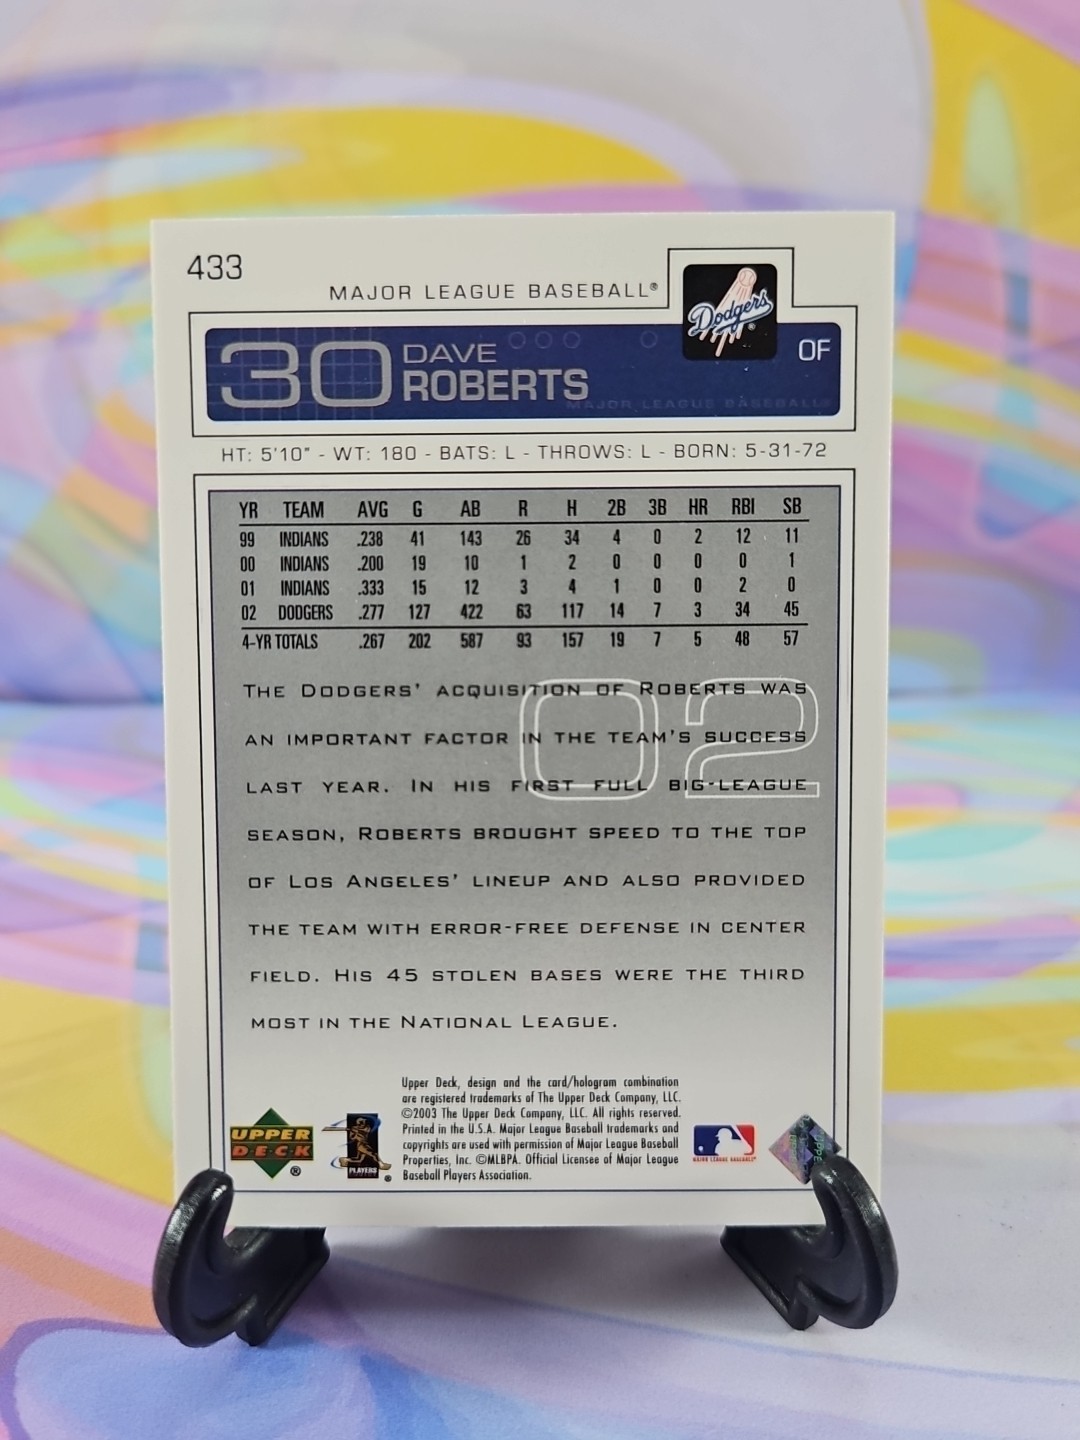 433
MAJOR LEAGUE BASEBALL®
Dodgers®
30 DAVE ROBERTS
OF
MAJOR LEAGUE BASEBALL®
HT: 5'10" - WT: 180 - BATS: L - THROWS: L - BORN: 5-31-72
YR TEAM AVG G AB R H 2B 3B HR RBI SB
99 INDIANS .238 41 143 26 34 4 0 2 12 11
00 INDIANS .200 19 10 1 2 0 0 0 0 1
01 INDIANS .333 15 12 3 4 1 0 0 2 0
02 DODGERS .277 127 422 63 117 14 7 3 34 45
4-YR TOTALS .267 202 587 93 157 19 7 5 48 57
02
THE DODGERS' ACQUISITION OF ROBERTS WAS
AN IMPORTANT FACTOR IN THE TEAM'S SUCCESS
LAST YEAR. IN HIS FIRST FULL BIG-LEAGUE
SEASON, ROBERTS BROUGHT SPEED TO THE TOP
OF LOS ANGELES' LINEUP AND ALSO PROVIDED
THE TEAM WITH ERROR-FREE DEFENSE IN CENTER
FIELD. HIS 45 STOLEN BASES WERE THE THIRD
MOST IN THE NATIONAL LEAGUE.
Upper Deck, design and the card/hologram combination
are registered trademarks of The Upper Deck Company, LLC.
©2003 The Upper Deck Company, LLC. All rights reserved.
Printed in the U.S.A. Major League Baseball trademarks and
copyrights are used with permission of Major League Baseball
Properties, Inc. ©MLBPA. Official Licensee of Major League
Baseball Players Association.
UPPER DECK®
PLAYERS®
MAJOR LEAGUE BASEBALL®